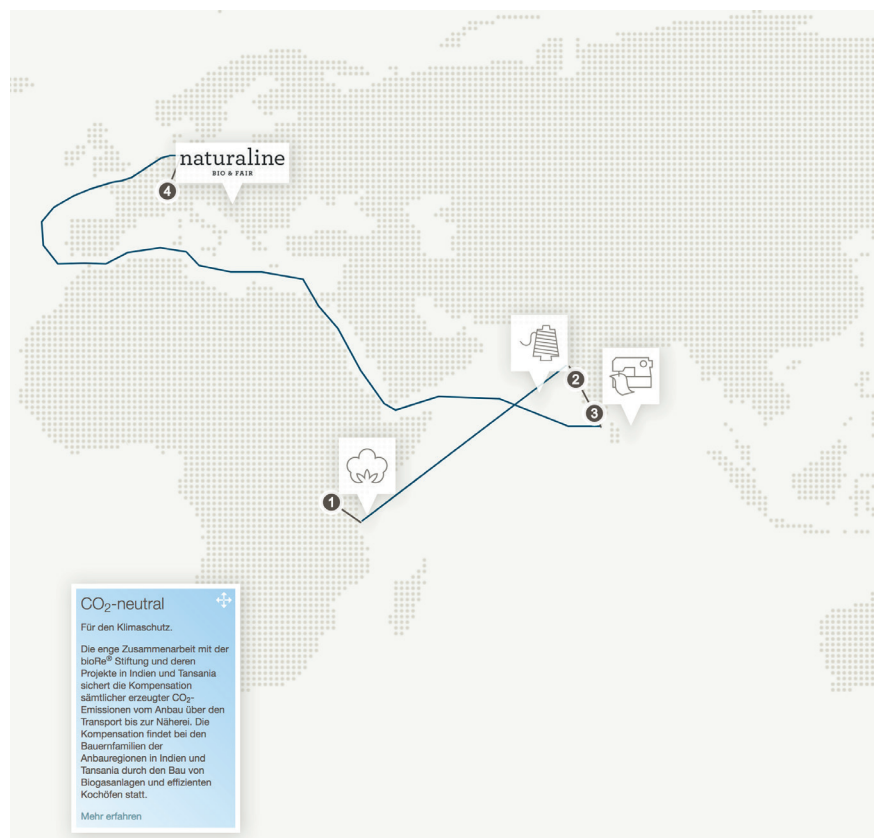 naturaline
BIO & FAIR
4
2
3
1
CO₂-neutral
Für den Klimaschutz.
Die enge Zusammenarbeit mit der
bioRe® Stiftung und deren
Projekte in Indien und Tansania
sichert die Kompensation
sämtlicher erzeugter CO₂-
Emissionen vom Anbau über den
Transport bis zur Näherei. Die
Kompensation findet bei den
Bauernfamilien der
Anbauregionen in Indien und
Tansania durch den Bau von
Biogasanlagen und effizienten
Kochöfen statt.
Mehr erfahren